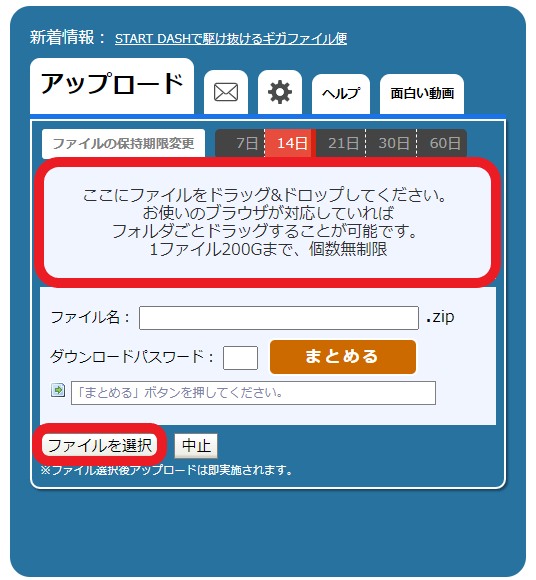 新着情報： START DASHで駆け抜けるギガファイル便
アップロード ヘルプ 面白い動画
ファイルの保持期限変更 7日 14日 21日 30日 60日
ここにファイルをドラッグ&ドロップしてください。
お使いのブラウザが対応していれば
フォルダごとドラッグすることが可能です。
1ファイル200Gまで、個数無制限
ファイル名： .zip
ダウンロードパスワード： まとめる
「まとめる」ボタンを押してください。
ファイルを選択 中止
※ファイル選択後アップロードは即実施されます。